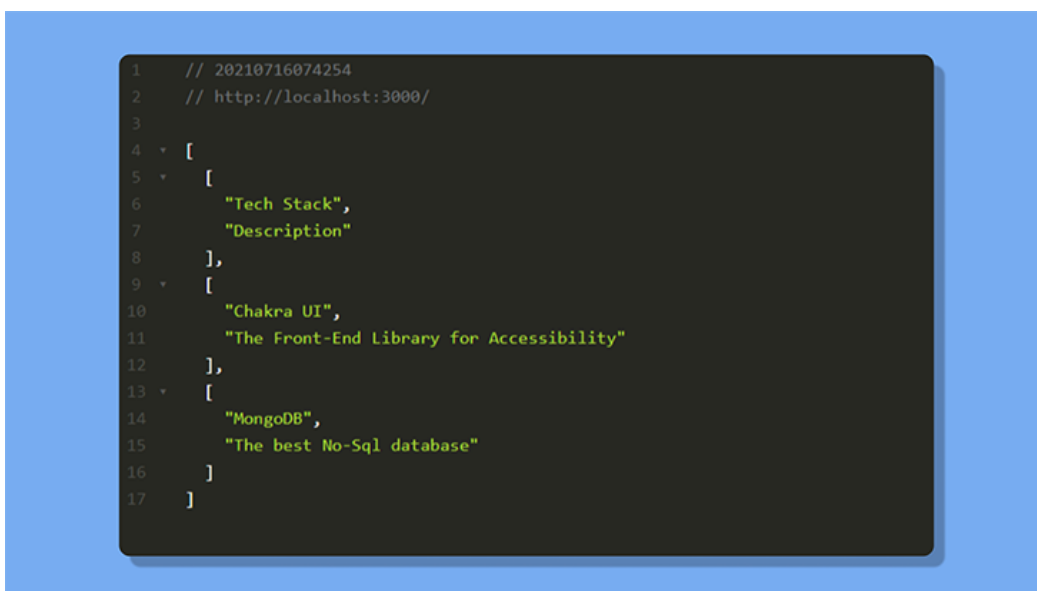 1 // 20210716074254
2 // http://localhost:3000/
3
4 [
5 [
6 "Tech Stack",
7 "Description"
8 ],
9 [
10 "Chakra UI",
11 "The Front-End Library for Accessibility"
12 ],
13 [
14 "MongoDB",
15 "The best No-Sql database"
16 ]
17 ]